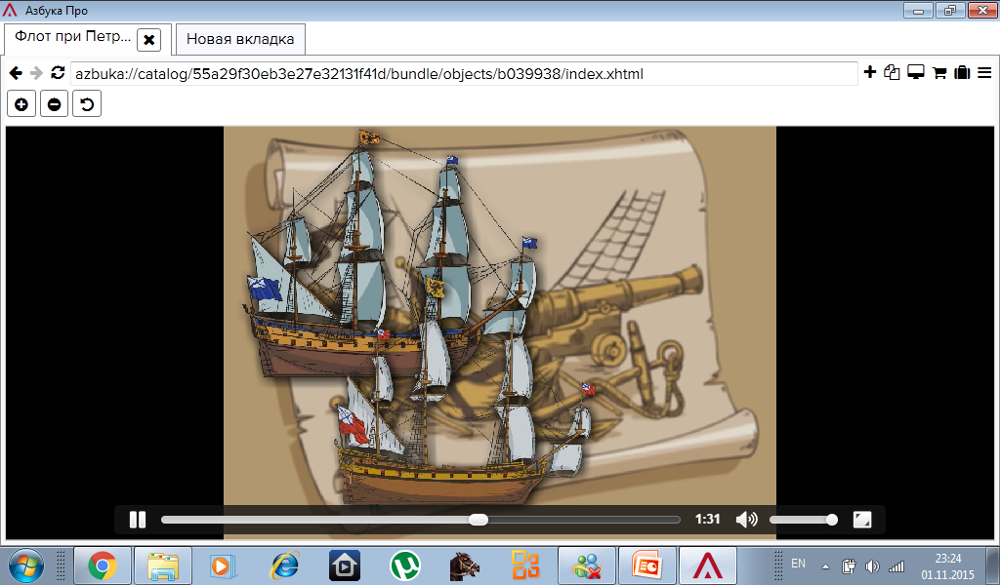 Азбука Про
Флот при Петр...
Новая вкладка
azbuka://catalog/55a29f30eb3e27e32131f41d/bundle/objects/b039938/index.xhtml
1:31
EN
23:24
01.11.2015